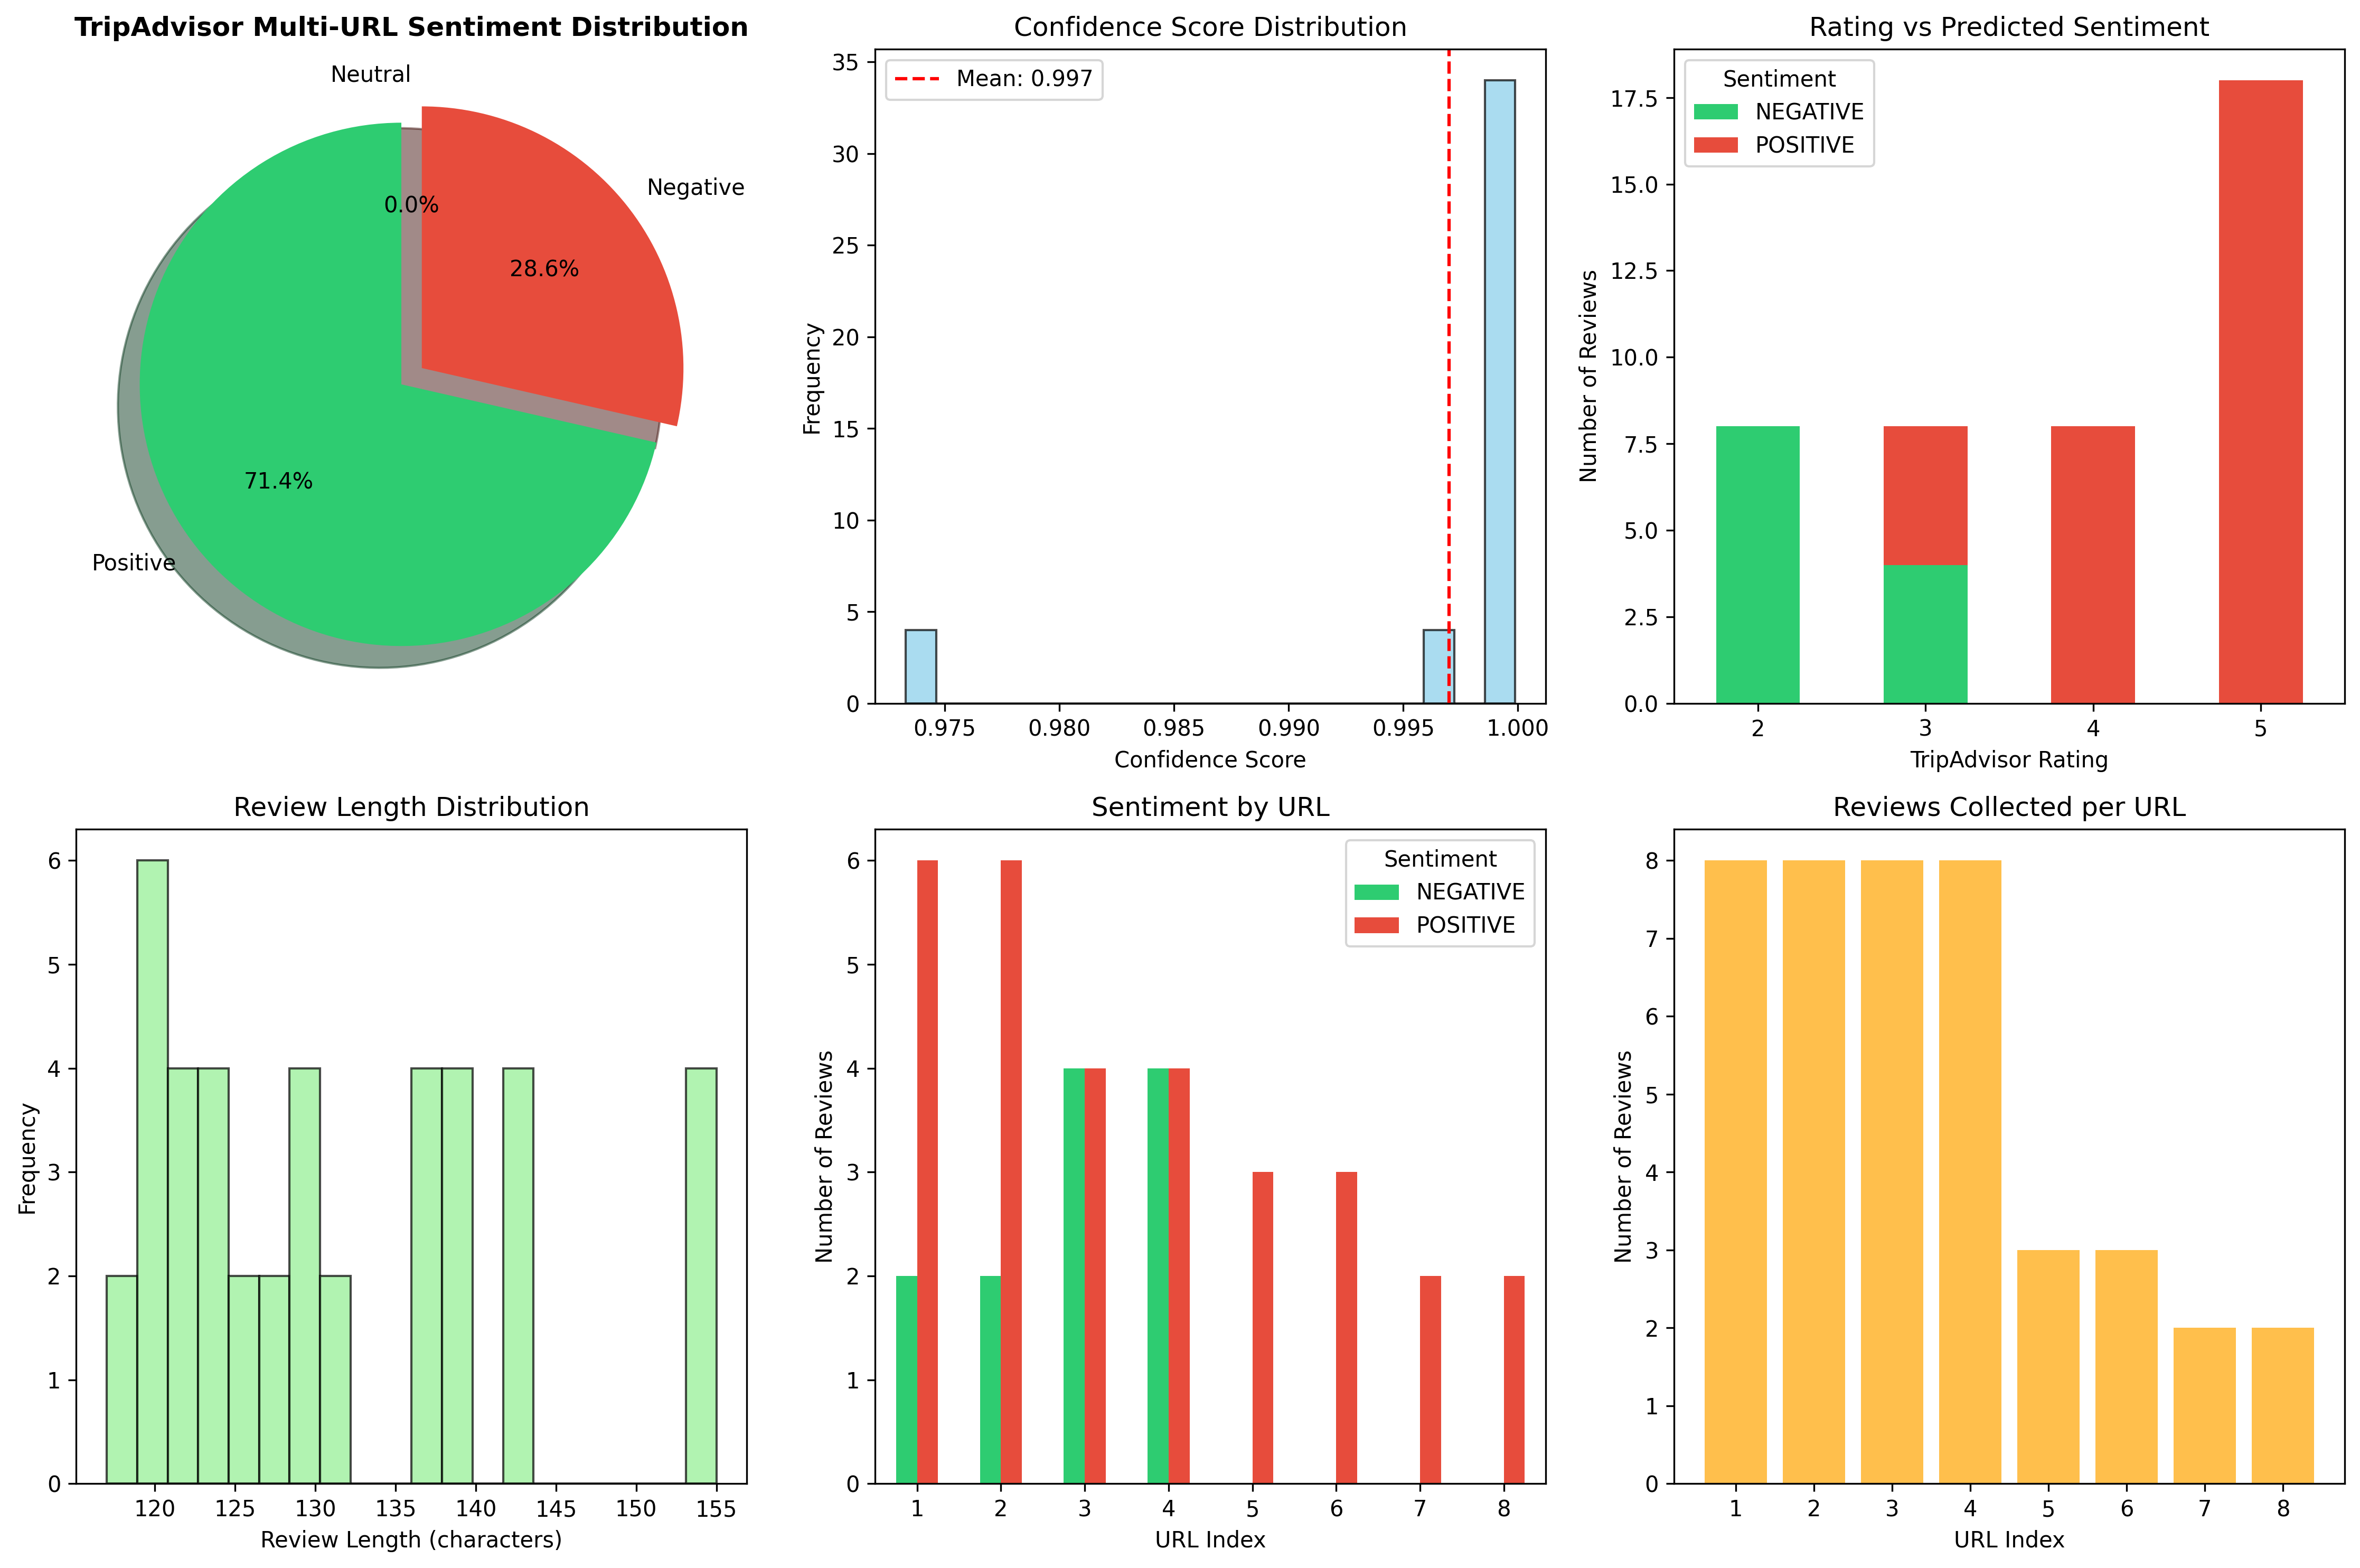 TripAdvisor Multi-URL Sentiment Distribution
Neutral
Negative
0.0%
28.6%
71.4%
Positive
Confidence Score Distribution
Mean: 0.997
Frequency
35
30
25
20
15
10
5
0
0.975 0.980 0.985 0.990 0.995 1.000
Confidence Score
Rating vs Predicted Sentiment
Sentiment
NEGATIVE
POSITIVE
Number of Reviews
17.5
15.0
12.5
10.0
7.5
5.0
2.5
0.0
2 3 4 5
TripAdvisor Rating
Review Length Distribution
Frequency
6
5
4
3
2
1
0
120 125 130 135 140 145 150 155
Review Length (characters)
Sentiment by URL
Sentiment
NEGATIVE
POSITIVE
Number of Reviews
6
5
4
3
2
1
0
1 2 3 4 5 6 7 8
URL Index
Reviews Collected per URL
Number of Reviews
8
7
6
5
4
3
2
1
0
1 2 3 4 5 6 7 8
URL Index